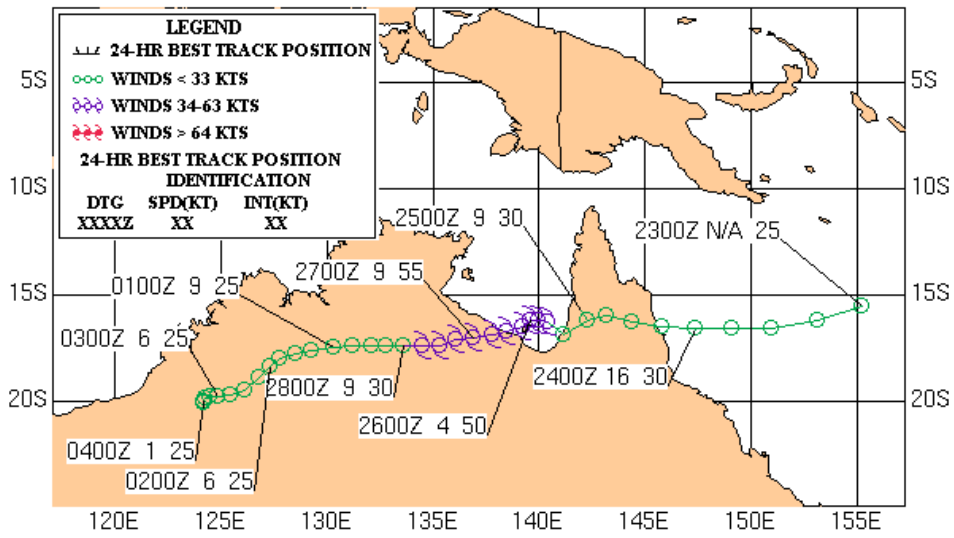 LEGEND
24-HR BEST TRACK POSITION
WINDS < 33 KTS
WINDS 34-63 KTS
WINDS > 64 KTS
24-HR BEST TRACK POSITION
IDENTIFICATION
DTG SPD(KT) INT(KT)
XXXXZ XX XX
5S 5S
10S 10S
2500Z 9 30
2300Z N/A 25
2700Z 9 55
0100Z 9 25
15S 15S
0300Z 6 25
2400Z 16 30
2800Z 9 30
20S 20S
2600Z 4 50
0400Z 1 25
0200Z 6 25
120E 125E 130E 135E 140E 145E 150E 155E